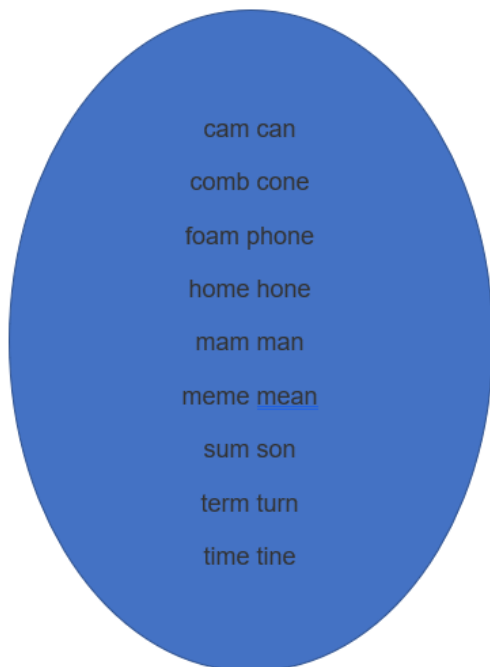 cam can
comb cone
foam phone
home hone
mam man
meme mean
sum son
term turn
time tine